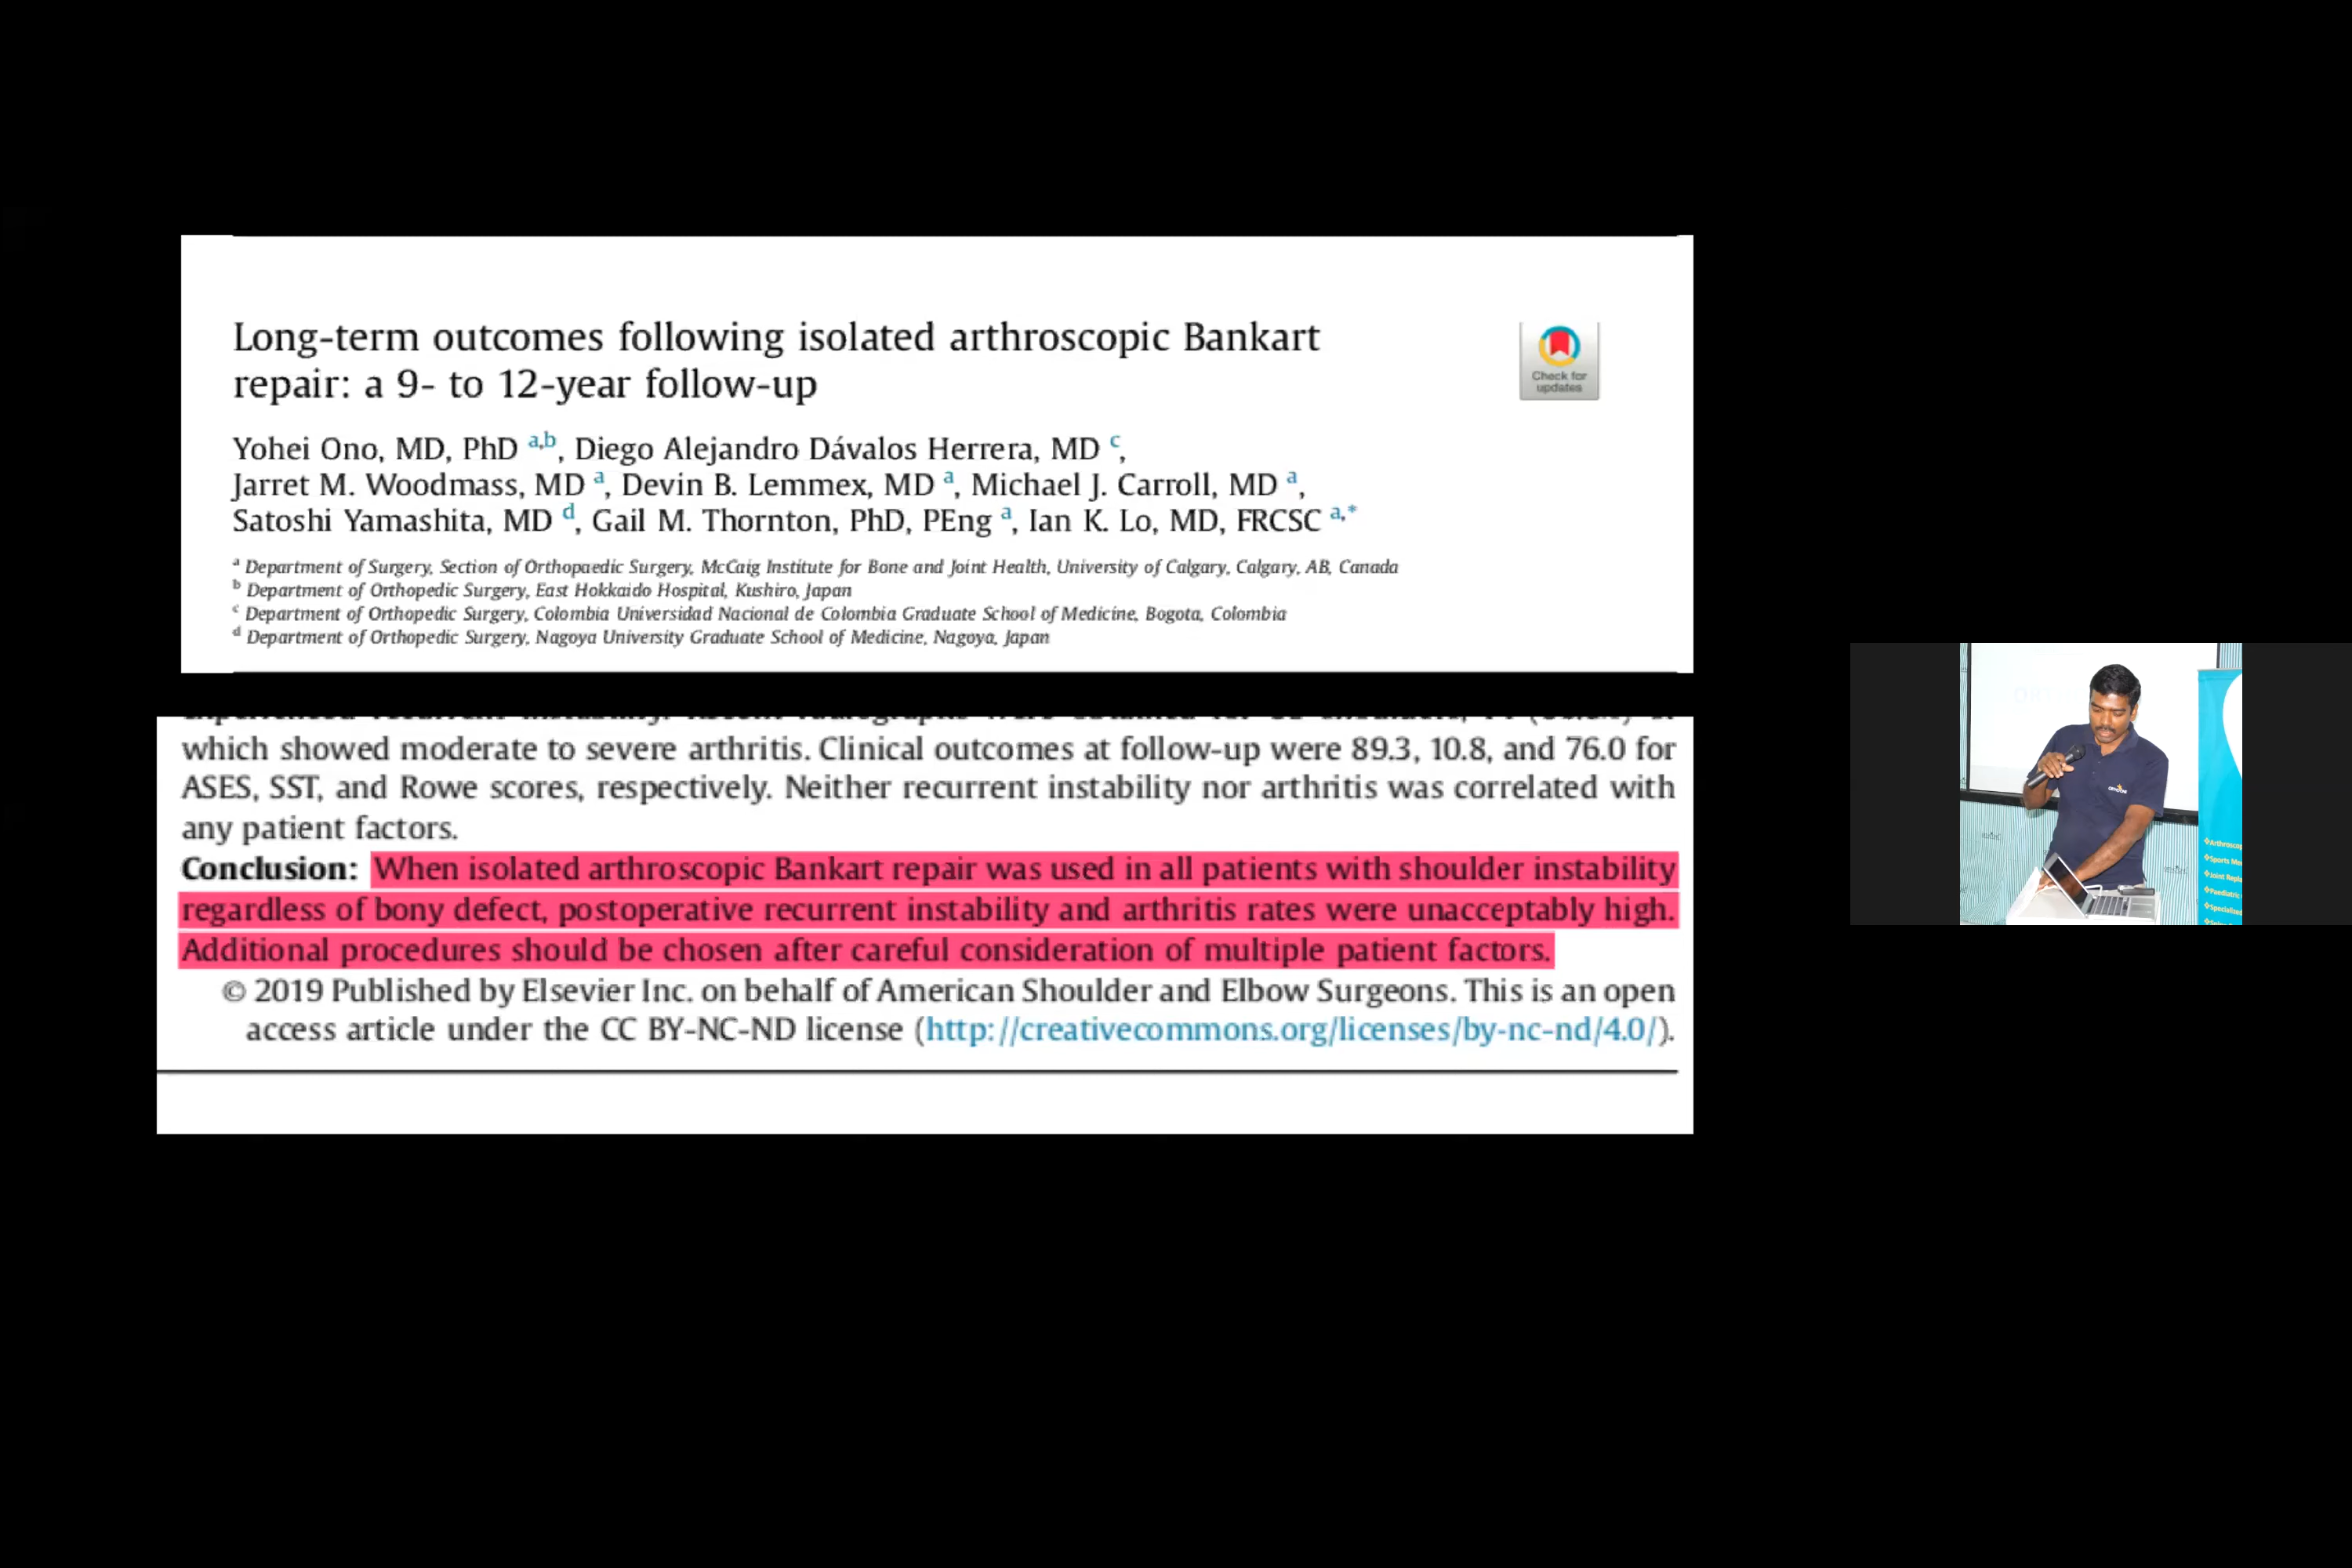 Long-term outcomes following isolated arthroscopic Bankart
repair: a 9- to 12-year follow-up
Check for
updates
Yohei Ono, MD, PhD a,b, Diego Alejandro Dávalos Herrera, MD c,
Jarret M. Woodmass, MD a, Devin B. Lemmex, MD a, Michael J. Carroll, MD a,
Satoshi Yamashita, MD d, Gail M. Thornton, PhD, PEng a, Ian K. Lo, MD, FRCSC a,*
a Department of Surgery, Section of Orthopaedic Surgery, McCaig Institute for Bone and Joint Health, University of Calgary, Calgary, AB, Canada
b Department of Orthopedic Surgery, East Hokkaido Hospital, Kushiro, Japan
c Department of Orthopedic Surgery, Colombia Universidad Nacional de Colombia Graduate School of Medicine, Bogota, Colombia
d Department of Orthopedic Surgery, Nagoya University Graduate School of Medicine, Nagoya, Japan
which showed moderate to severe arthritis. Clinical outcomes at follow-up were 89.3, 10.8, and 76.0 for
ASES, SST, and Rowe scores, respectively. Neither recurrent instability nor arthritis was correlated with
any patient factors.
Conclusion: When isolated arthroscopic Bankart repair was used in all patients with shoulder instability
regardless of bony defect, postoperative recurrent instability and arthritis rates were unacceptably high.
Additional procedures should be chosen after careful consideration of multiple patient factors.
© 2019 Published by Elsevier Inc. on behalf of American Shoulder and Elbow Surgeons. This is an open
access article under the CC BY-NC-ND license (http://creativecommons.org/licenses/by-nc-nd/4.0/).
Sports
Joint
Paediatric